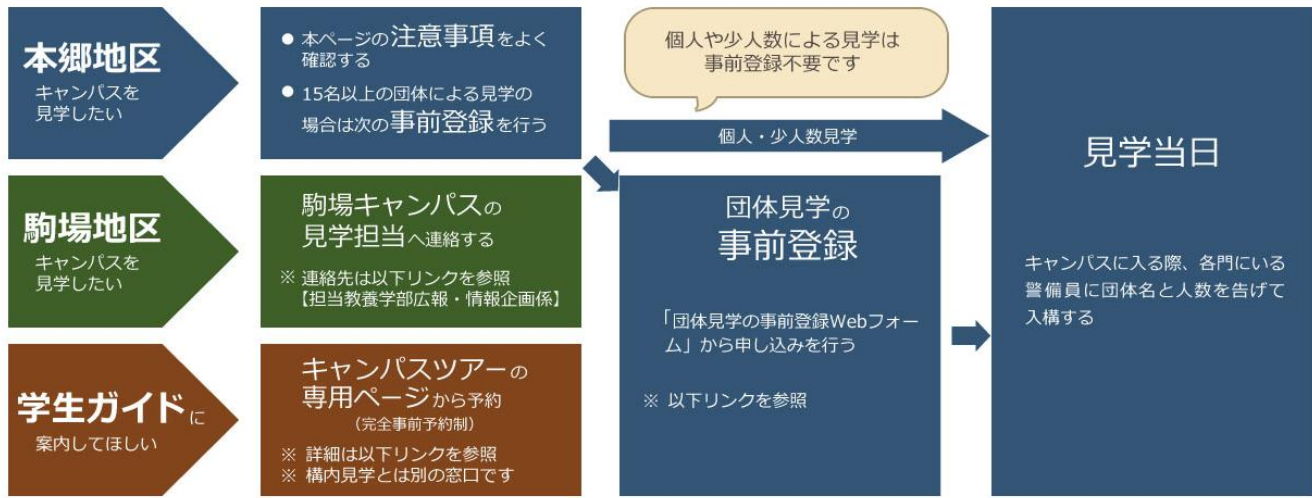 本郷地区
キャンパスを
見学したい
● 本ページの注意事項をよく
確認する
● 15名以上の団体による見学の
場合は次の事前登録を行う
個人や少人数による見学は
事前登録不要です
個人・少人数見学
駒場地区
キャンパスを
見学したい
駒場キャンパスの
見学担当へ連絡する
※ 連絡先は以下リンクを参照
【担当教養学部広報・情報企画係】
学生ガイドに
案内してほしい
キャンパスツアーの
専用ページから予約
（完全事前予約制）
※ 詳細は以下リンクを参照
※ 構内見学とは別の窓口です
団体見学の
事前登録
「団体見学の事前登録Webフォー
ム」から申し込みを行う
※ 以下リンクを参照
見学当日
キャンパスに入る際、各門にいる
警備員に団体名と人数を告げて
入構する